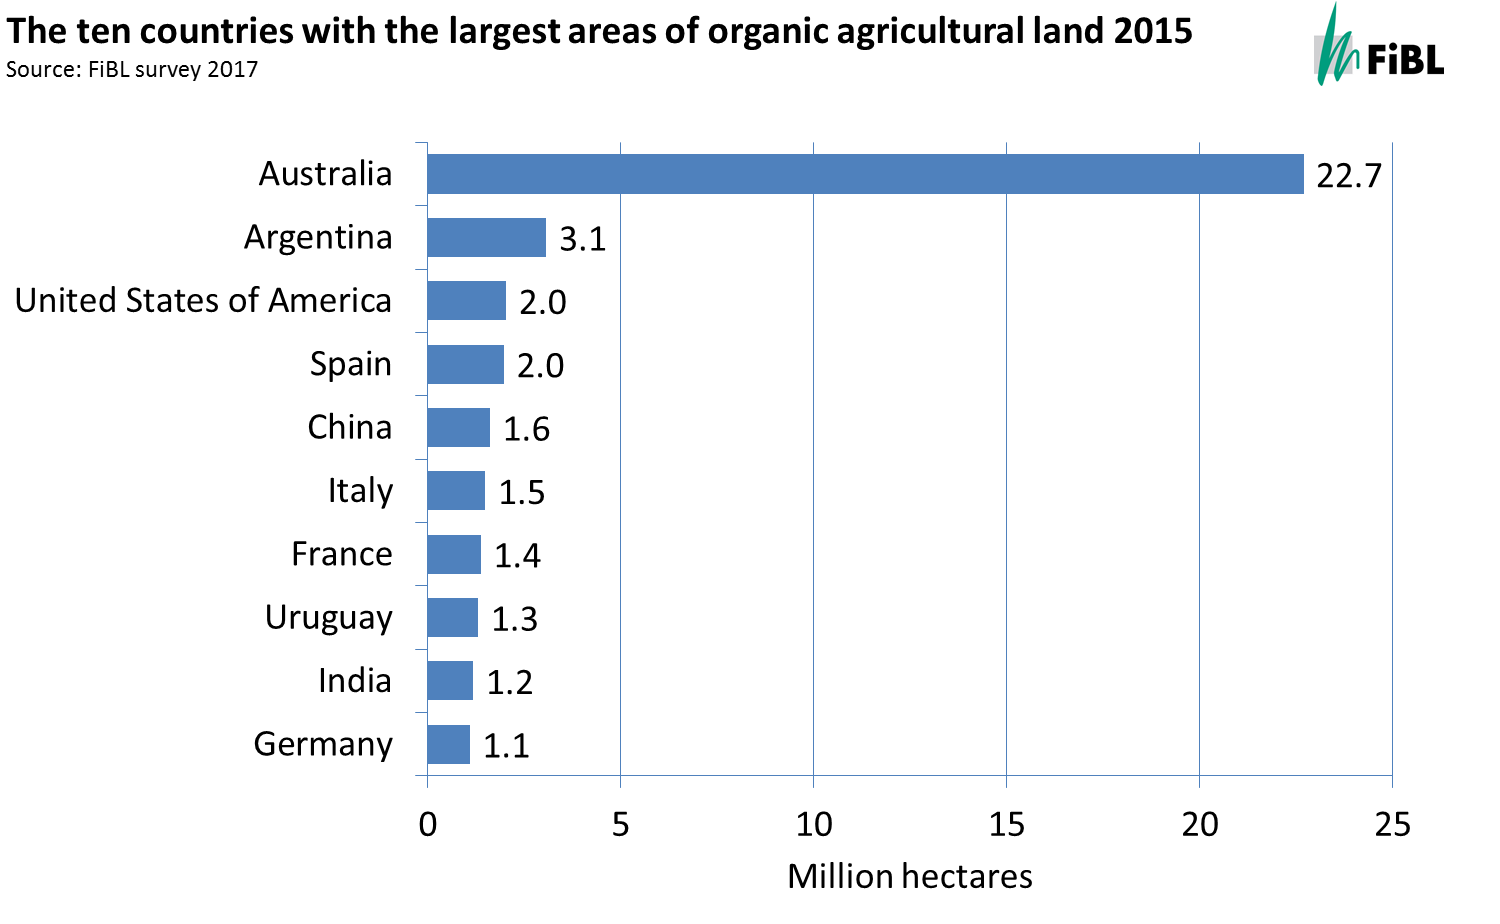 The ten countries with the largest areas of organic agricultural land 2015
Source: FiBL survey 2017
FiBL
Australia 22.7
Argentina 3.1
United States of America 2.0
Spain 2.0
China 1.6
Italy 1.5
France 1.4
Uruguay 1.3
India 1.2
Germany 1.1
0 5 10 15 20 25
Million hectares